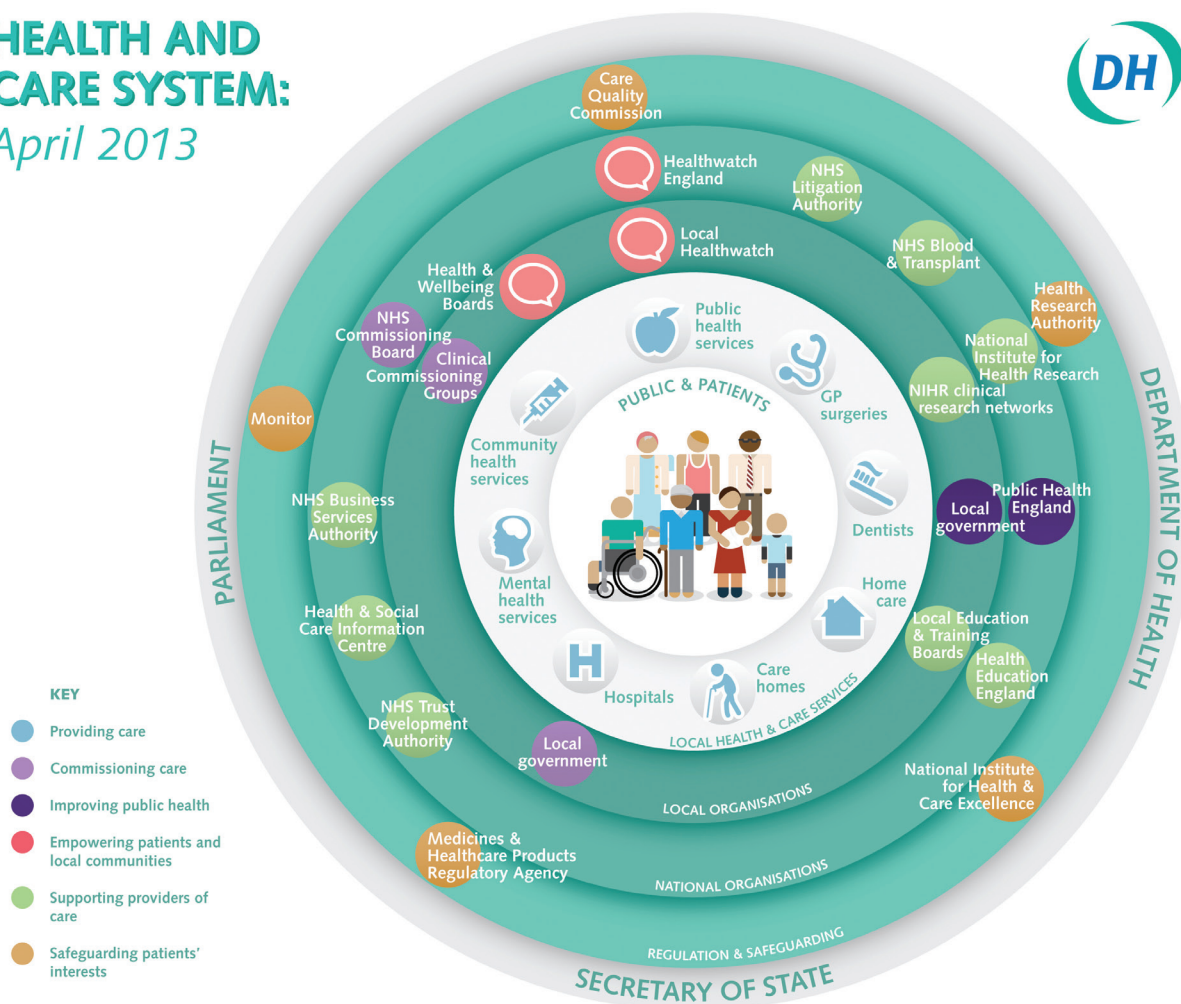 HEALTH AND
CARE SYSTEM:
April 2013
DH
Care
Quality
Commission
Healthwatch
England
NHS
Litigation
Authority
Local
Healthwatch
NHS Blood
& Transplant
Health &
Wellbeing
Boards
Health
Research
Authority
NHS
Commissioning
Board
Clinical
Commissioning
Groups
National
Institute for
Health Research
NIHR clinical
research networks
Monitor
Public
health
services
GP
surgeries
PUBLIC & PATIENTS
Community
health
services
Dentists
Mental
health
services
Home
care
Hospitals
Care
homes
LOCAL HEALTH & CARE SERVICES
NHS Business
Services
Authority
Local
government
Public Health
England
Health & Social
Care Information
Centre
Local Education
& Training
Boards
Health
Education
England
NHS Trust
Development
Authority
Local
government
National Institute
for Health &
Care Excellence
Medicines &
Healthcare Products
Regulatory Agency
LOCAL ORGANISATIONS
NATIONAL ORGANISATIONS
REGULATION & SAFEGUARDING
PARLIAMENT
DEPARTMENT OF HEALTH
SECRETARY OF STATE
KEY
Providing care
Commissioning care
Improving public health
Empowering patients and
local communities
Supporting providers of
care
Safeguarding patients'
interests
H